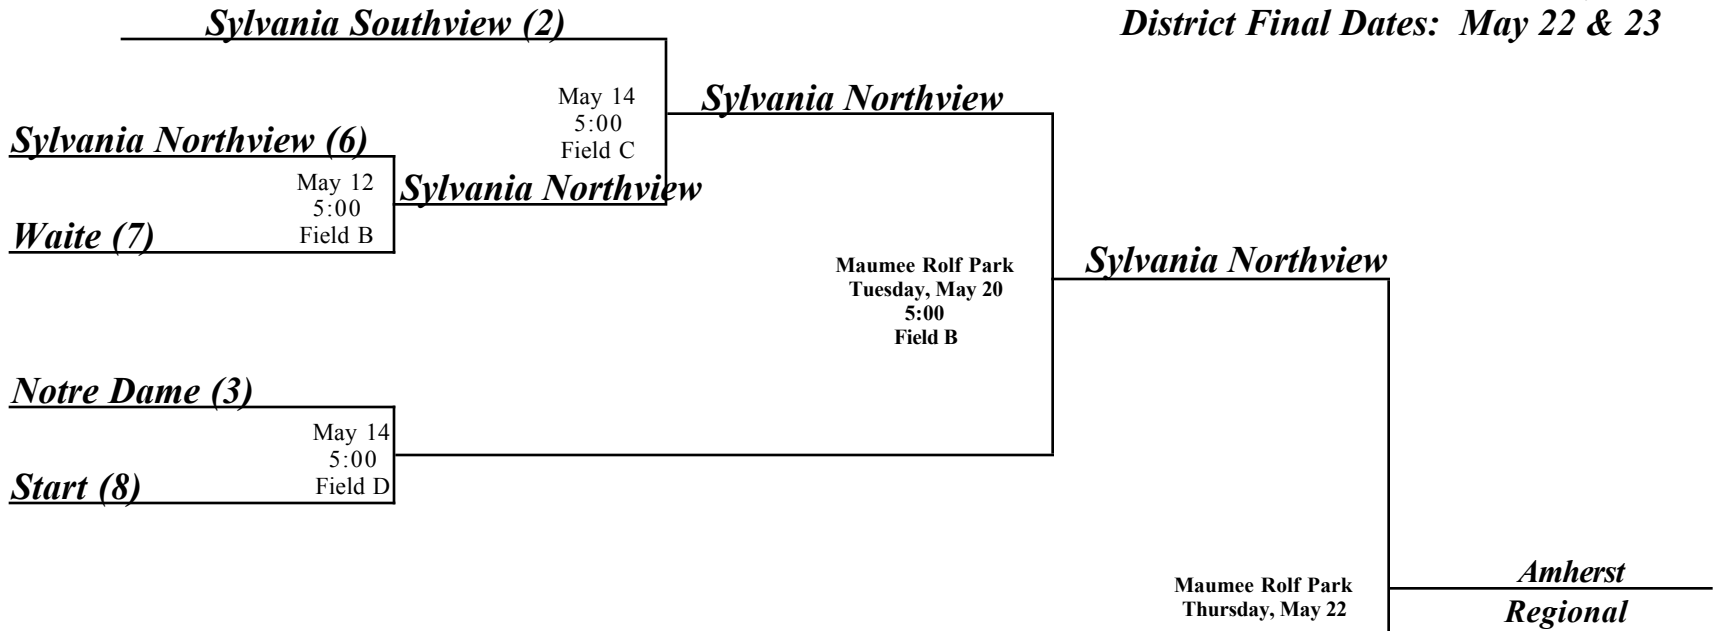 Sylvania Southview (2)
District Final Dates: May 22 & 23
May 14
5:00
Field C
Sylvania Northview
Sylvania Northview (6)
May 12
5:00
Field B
Sylvania Northview
Waite (7)
Maumee Rolf Park
Tuesday, May 20
5:00
Field B
Sylvania Northview
Notre Dame (3)
May 14
5:00
Field D
Start (8)
Maumee Rolf Park
Thursday, May 22
Amherst
Regional